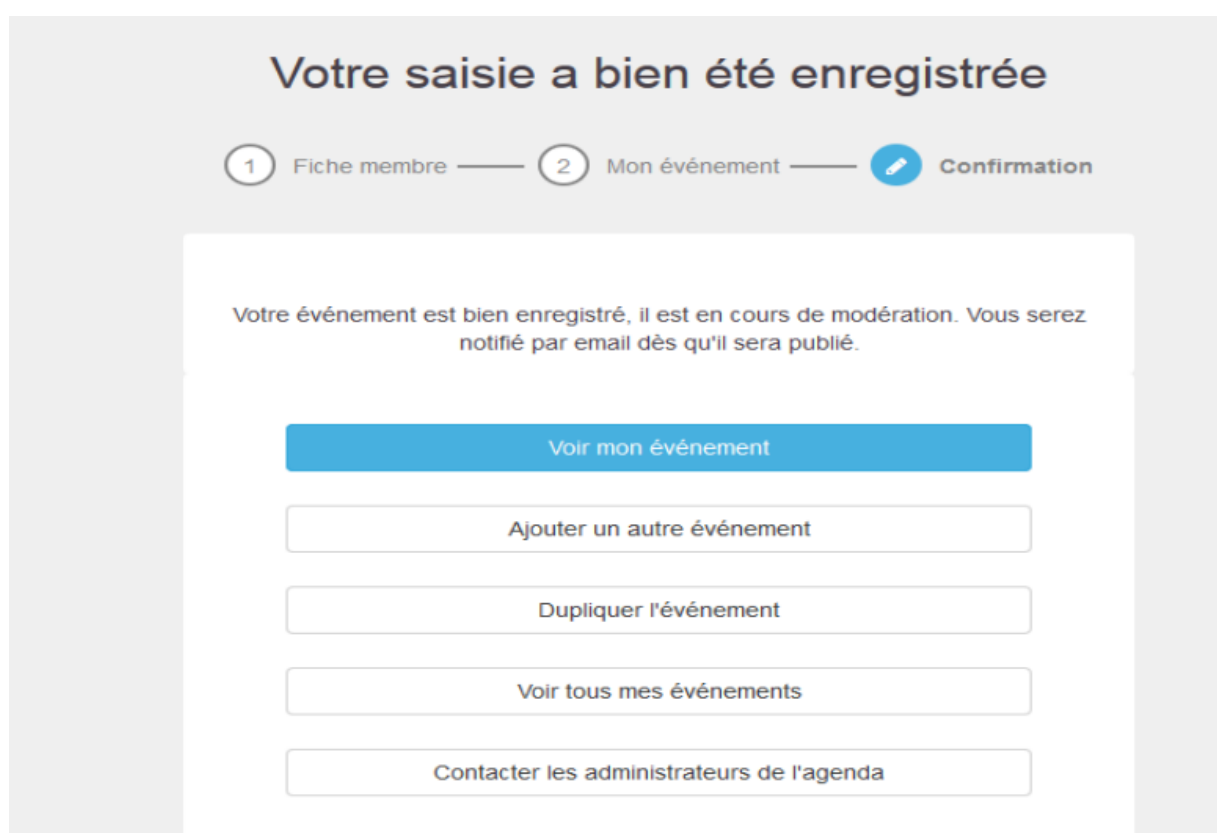 Votre saisie a bien été enregistrée
1 Fiche membre 2 Mon événement Confirmation
Votre événement est bien enregistré, il est en cours de modération. Vous serez
notifié par email dès qu'il sera publié.
Voir mon événement
Ajouter un autre événement
Dupliquer l'événement
Voir tous mes événements
Contacter les administrateurs de l'agenda